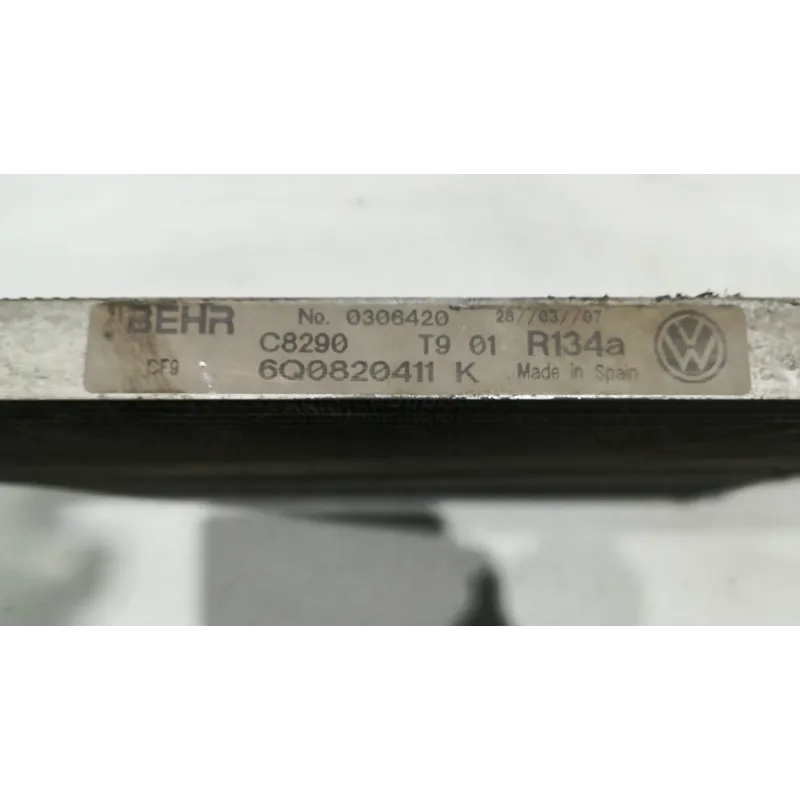 BEHR No. 0306420 28//03//07
C8290 T9 01 R134a
CF9 6Q0820411 K Made in Spain